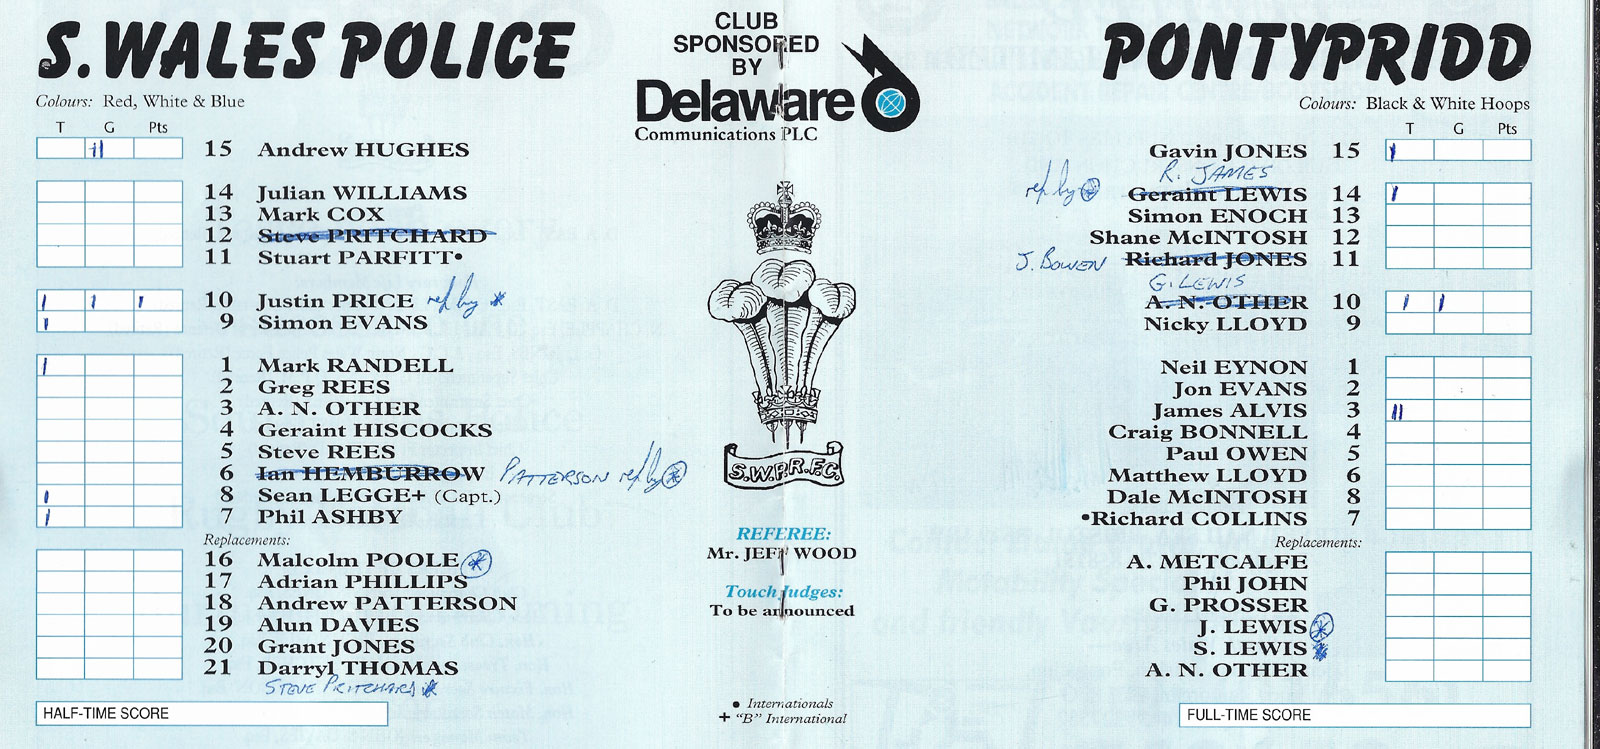 S. WALES POLICE
Colours: Red, White & Blue
T G Pts
15 Andrew HUGHES
14 Julian WILLIAMS
13 Mark COX
12 Steve PRITCHARD
11 Stuart PARFITT•
10 Justin PRICE rep by *
9 Simon EVANS
1 Mark RANDELL
2 Greg REES
3 A. N. OTHER
4 Geraint HISCOCKS
5 Steve REES
6 Ian HEMBURROW PATTERSON rep by *
8 Sean LEGGE+ (Capt.)
7 Phil ASHBY
Replacements:
16 Malcolm POOLE *
17 Adrian PHILLIPS
18 Andrew PATTERSON
19 Alun DAVIES
20 Grant JONES
21 Darryl THOMAS
STEVE PRITCHARD *
HALF-TIME SCORE
CLUB
SPONSORED
BY
Delaware
Communications PLC
S.W.P.R.F.C.
REFEREE:
Mr. JEFF WOOD
Touch Judges:
To be announced
• Internationals
+ "B" International
PONTYPRIDD
Colours: Black & White Hoops
T G Pts
Gavin JONES 15
R. JAMES
rep by * Geraint LEWIS 14
Simon ENOCH 13
Shane McINTOSH 12
J. BOWEN Richard JONES 11
G. LEWIS
A. N. OTHER 10
Nicky LLOYD 9
Neil EYNON 1
Jon EVANS 2
James ALVIS 3
Craig BONNELL 4
Paul OWEN 5
Matthew LLOYD 6
Dale McINTOSH 8
•Richard COLLINS 7
Replacements:
A. METCALFE
Phil JOHN
G. PROSSER
J. LEWIS *
S. LEWIS *
A. N. OTHER
FULL-TIME SCORE